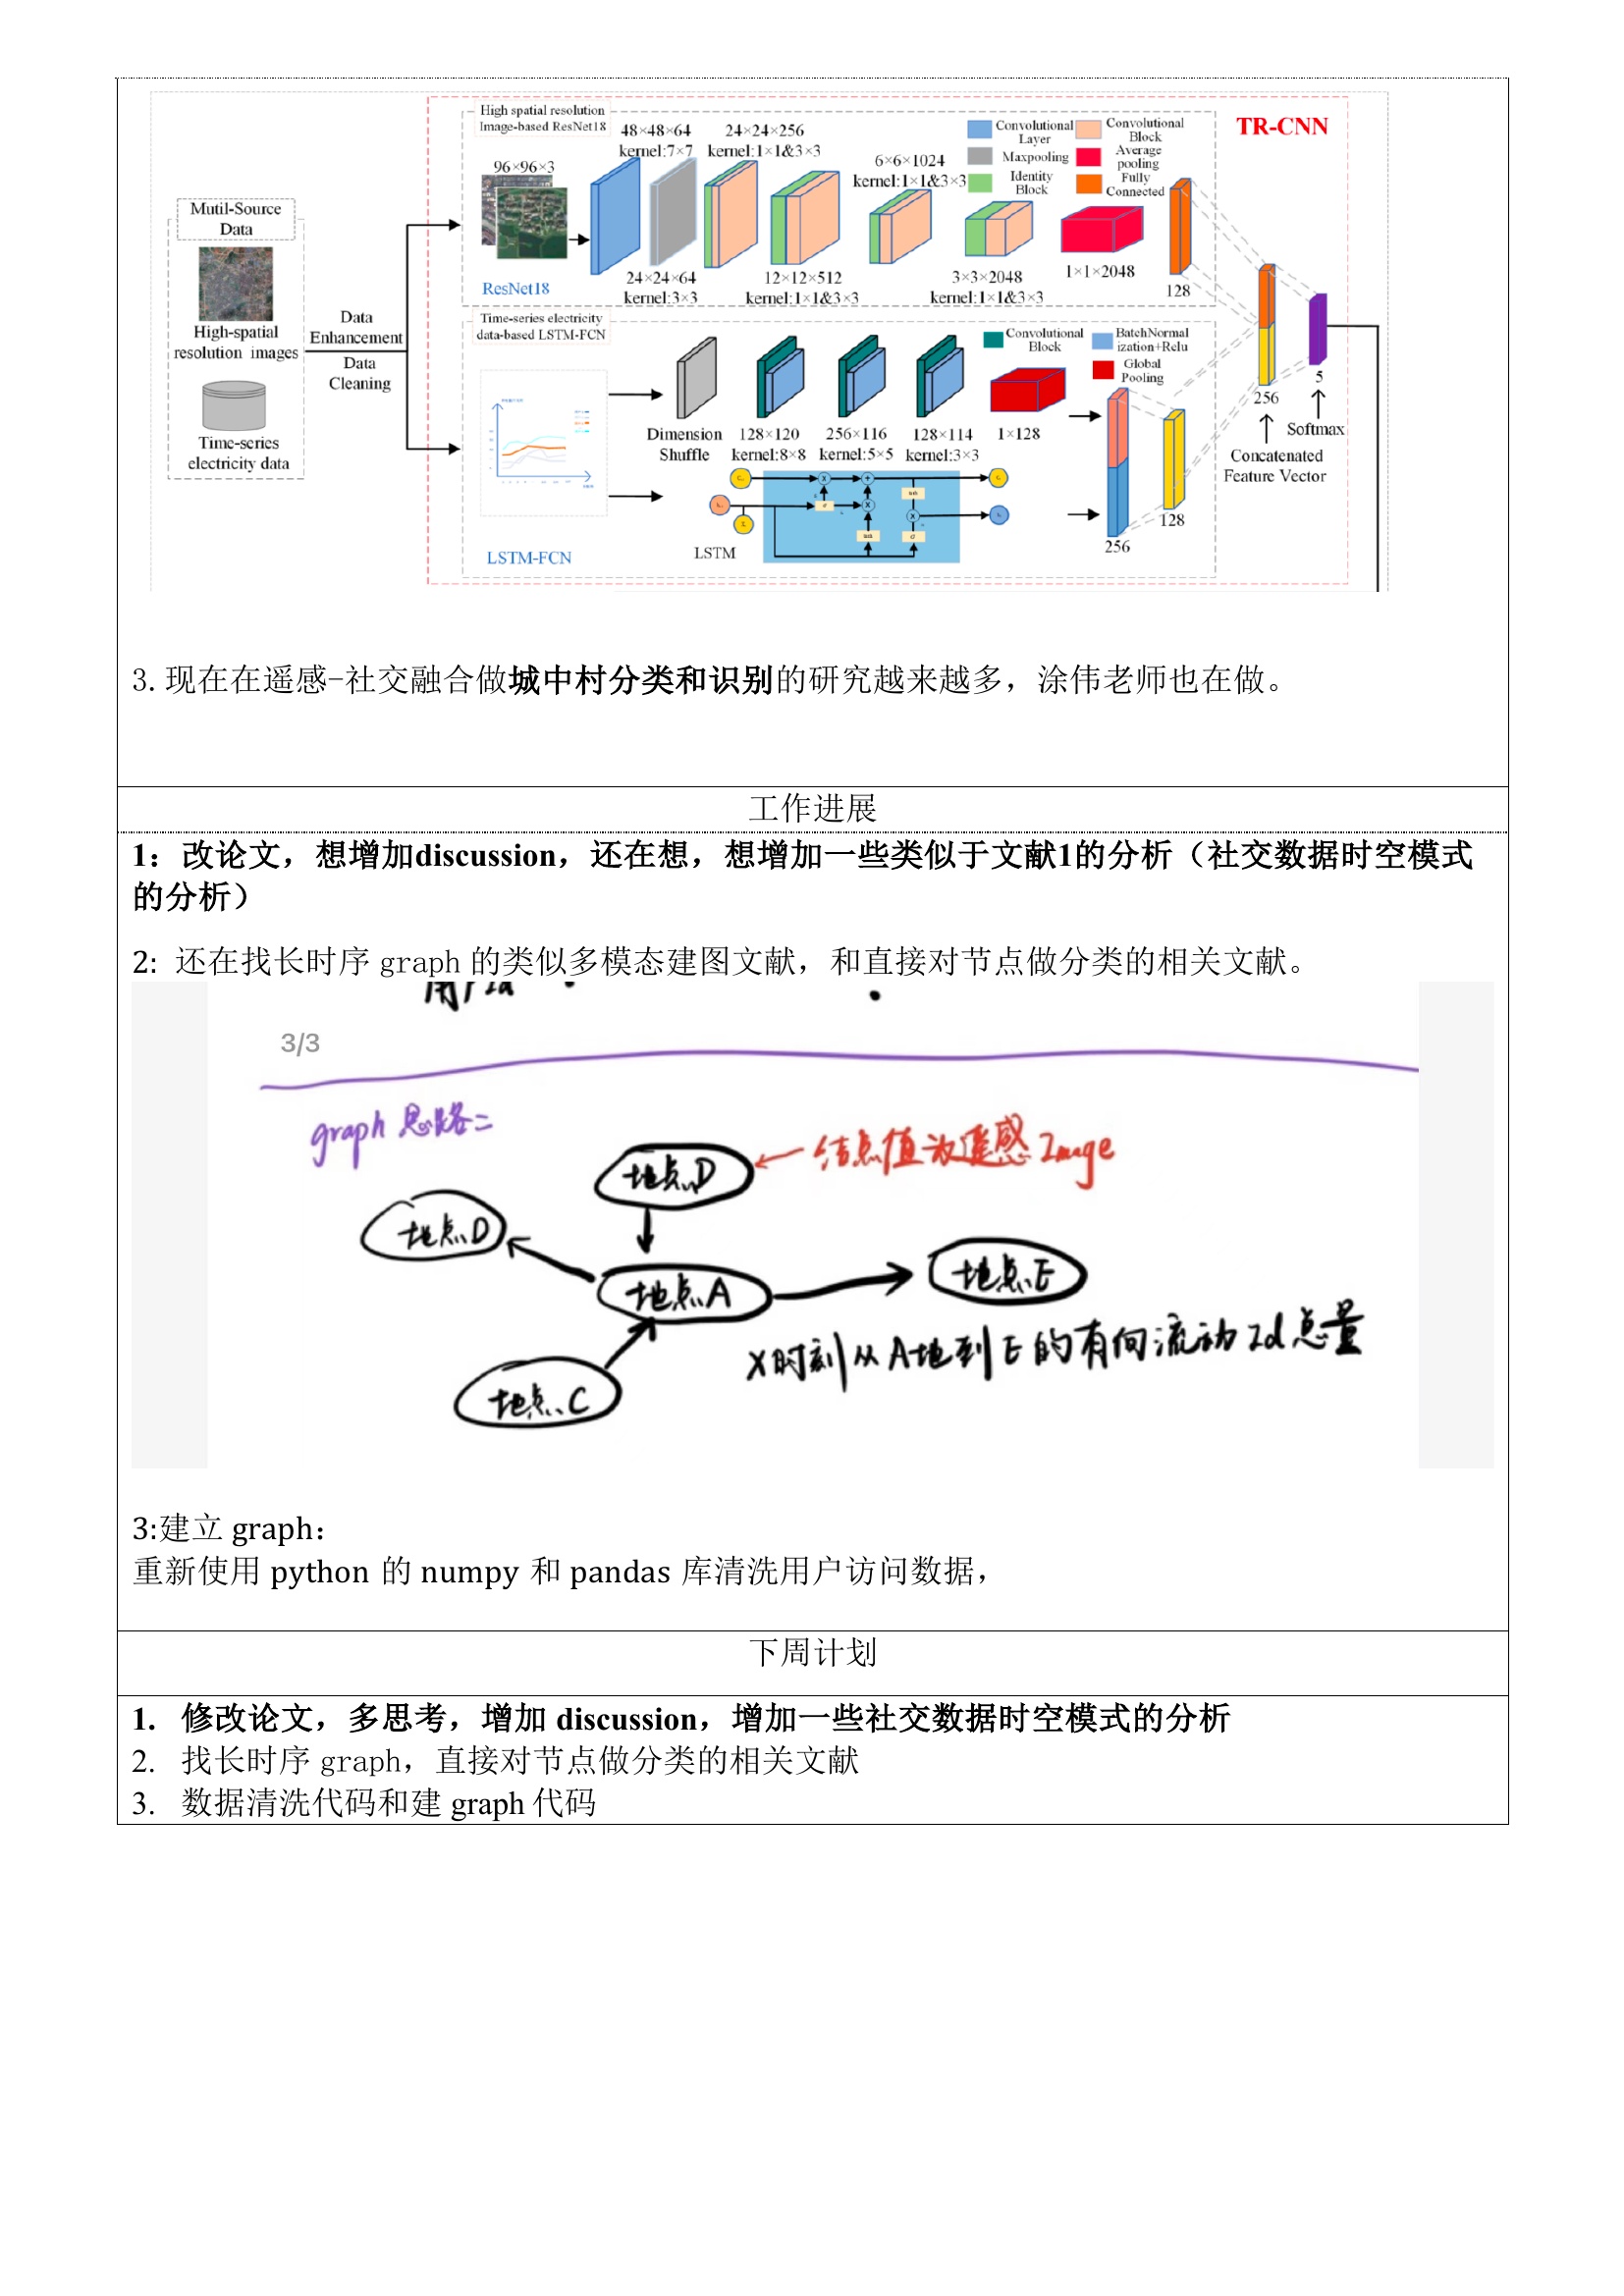 High spatial resolution
Image-based ResNet18
48×48×64
kernel:7×7
24×24×256
kernel:1×1&3×3
6×6×1024
kernel:1×1&3×3
Convolutional
Layer
Convolutional
Block
Maxpooling
Average
pooling
Identity
Block
Fully
Connected
TR-CNN
96×96×3
Mutil-Source
Data
High-spatial
resolution images
Time-series
electricity data
Data
Enhancement
Data
Cleaning
ResNet18
24×24×64
kernel:3×3
12×12×512
kernel:1×1&3×3
3×3×2048
kernel:1×1&3×3
1×1×2048
128
Time-series electricity
data-based LSTM-FCN
Convolutional
Block
BatchNormal
ization+Relu
Global
Pooling
Dimension
Shuffle
128×120
kernel:8×8
256×116
kernel:5×5
128×114
kernel:3×3
1×128
LSTM
LSTM-FCN
256
128
256
5
Softmax
Concatenated
Feature Vector
3.现在在遥感-社交融合做城中村分类和识别的研究越来越多，涂伟老师也在做。
工作进展
1：改论文，想增加discussion，还在想，想增加一些类似于文献1的分析（社交数据时空模式
的分析）
2: 还在找长时序 graph 的类似多模态建图文献，和直接对节点做分类的相关文献。
3/3
graph 思路二
地点D
结点值为遥感Image
地点D
地点A
地点E
地点C
X时刻从A地到E的有向流动Id总量
3:建立 graph：
重新使用 python 的 numpy 和 pandas 库清洗用户访问数据，
下周计划
1. 修改论文，多思考，增加 discussion，增加一些社交数据时空模式的分析
2. 找长时序 graph，直接对节点做分类的相关文献
3. 数据清洗代码和建 graph 代码